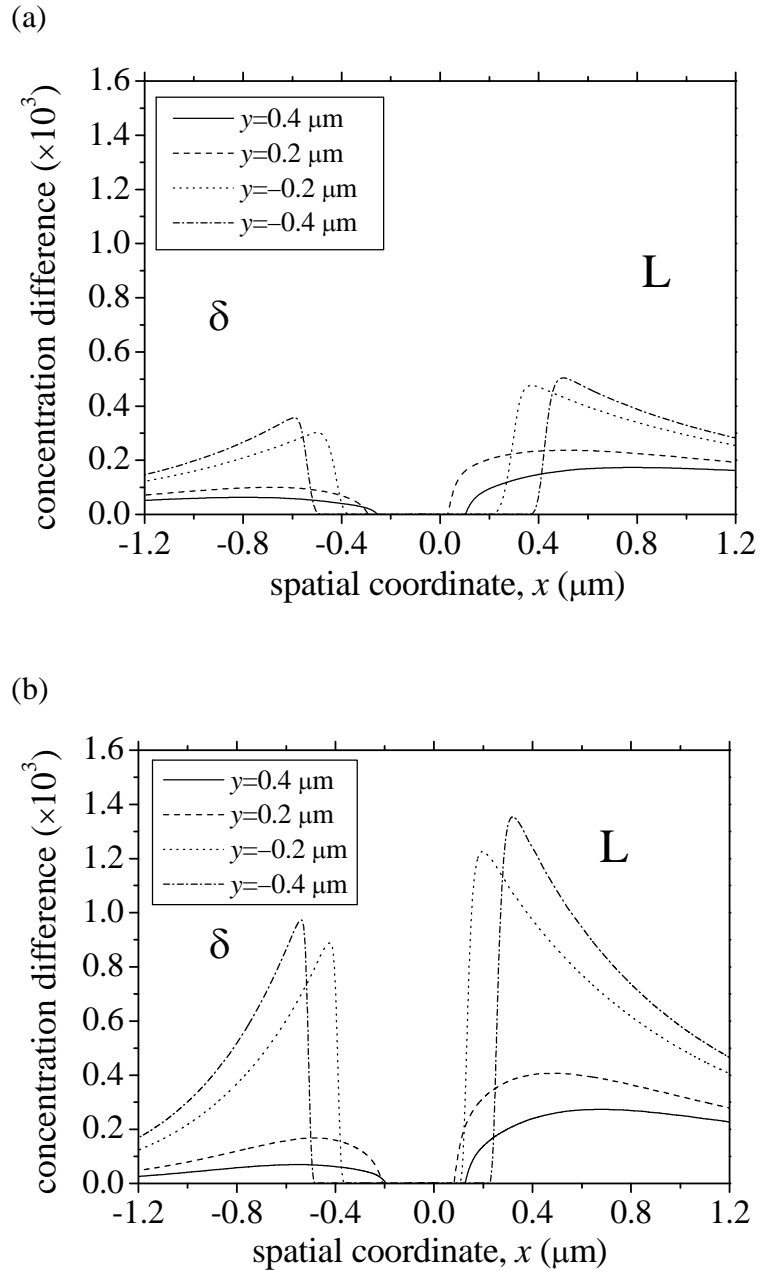 (a)
concentration difference (×10³)
1.6
1.4
1.2
1.0
0.8
0.6
0.4
0.2
0.0
y=0.4 μm
y=0.2 μm
y=–0.2 μm
y=–0.4 μm
δ
L
-1.2 -0.8 -0.4 0.0 0.4 0.8 1.2
spatial coordinate, x (μm)
(b)
concentration difference (×10³)
1.6
1.4
1.2
1.0
0.8
0.6
0.4
0.2
0.0
y=0.4 μm
y=0.2 μm
y=–0.2 μm
y=–0.4 μm
δ
L
-1.2 -0.8 -0.4 0.0 0.4 0.8 1.2
spatial coordinate, x (μm)